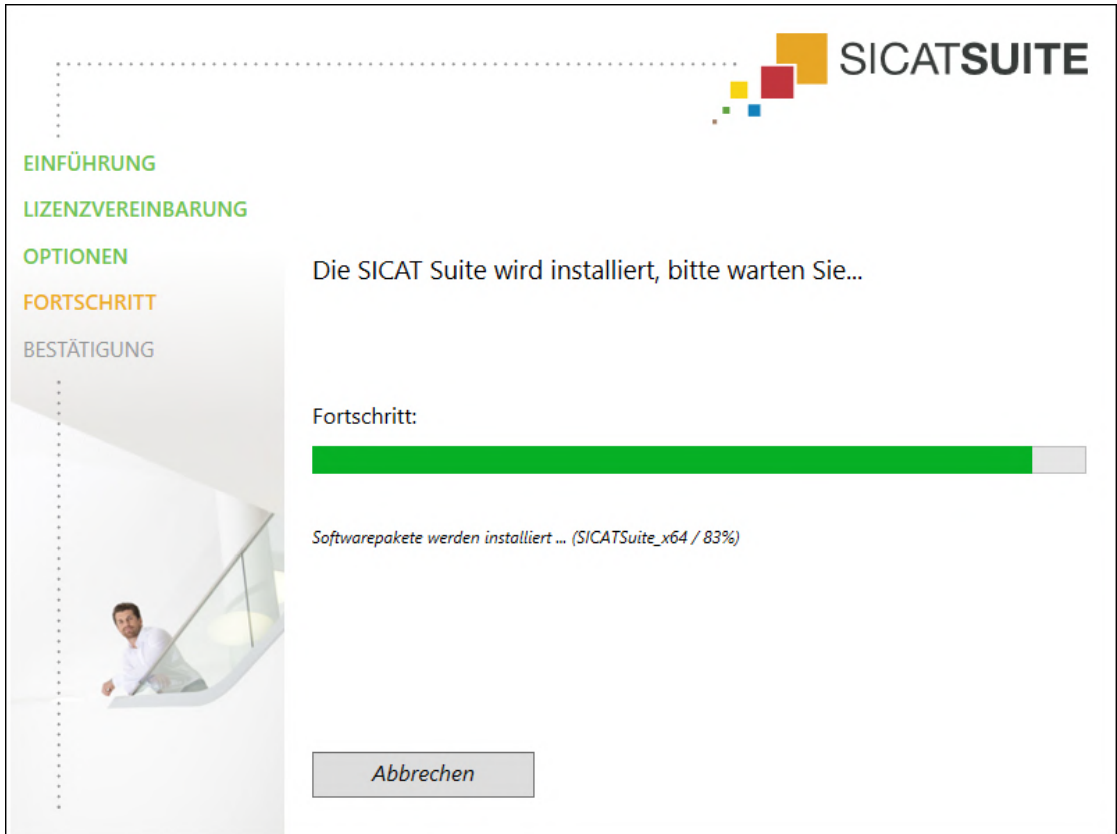 SICATSUITE
EINFÜHRUNG
LIZENZVEREINBARUNG
OPTIONEN
FORTSCHRITT
BESTÄTIGUNG
Die SICAT Suite wird installiert, bitte warten Sie...
Fortschritt:
Softwarepakete werden installiert ... (SICATSuite_x64 / 83%)
Abbrechen